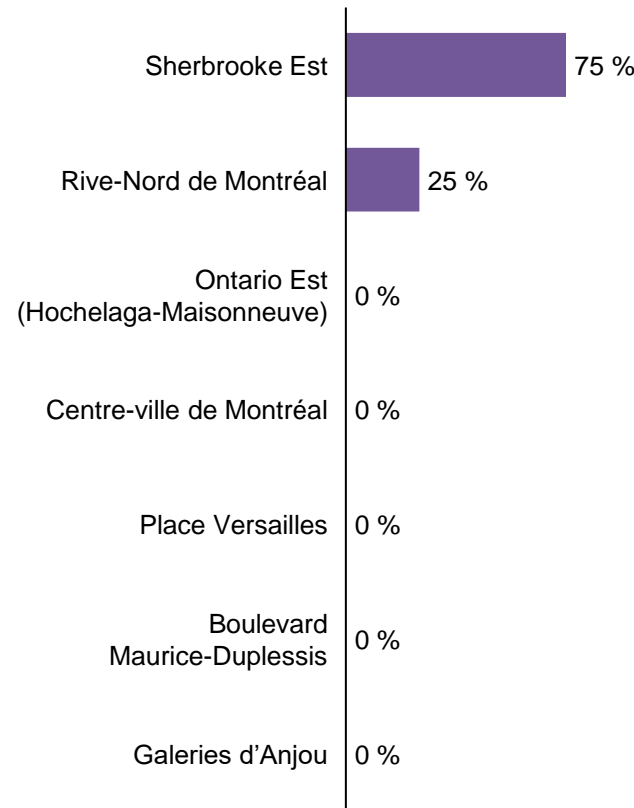 Sherbrooke Est 75 %
Rive-Nord de Montréal 25 %
Ontario Est
(Hochelaga-Maisonneuve) 0 %
Centre-ville de Montréal 0 %
Place Versailles 0 %
Boulevard
Maurice-Duplessis 0 %
Galeries d’Anjou 0 %